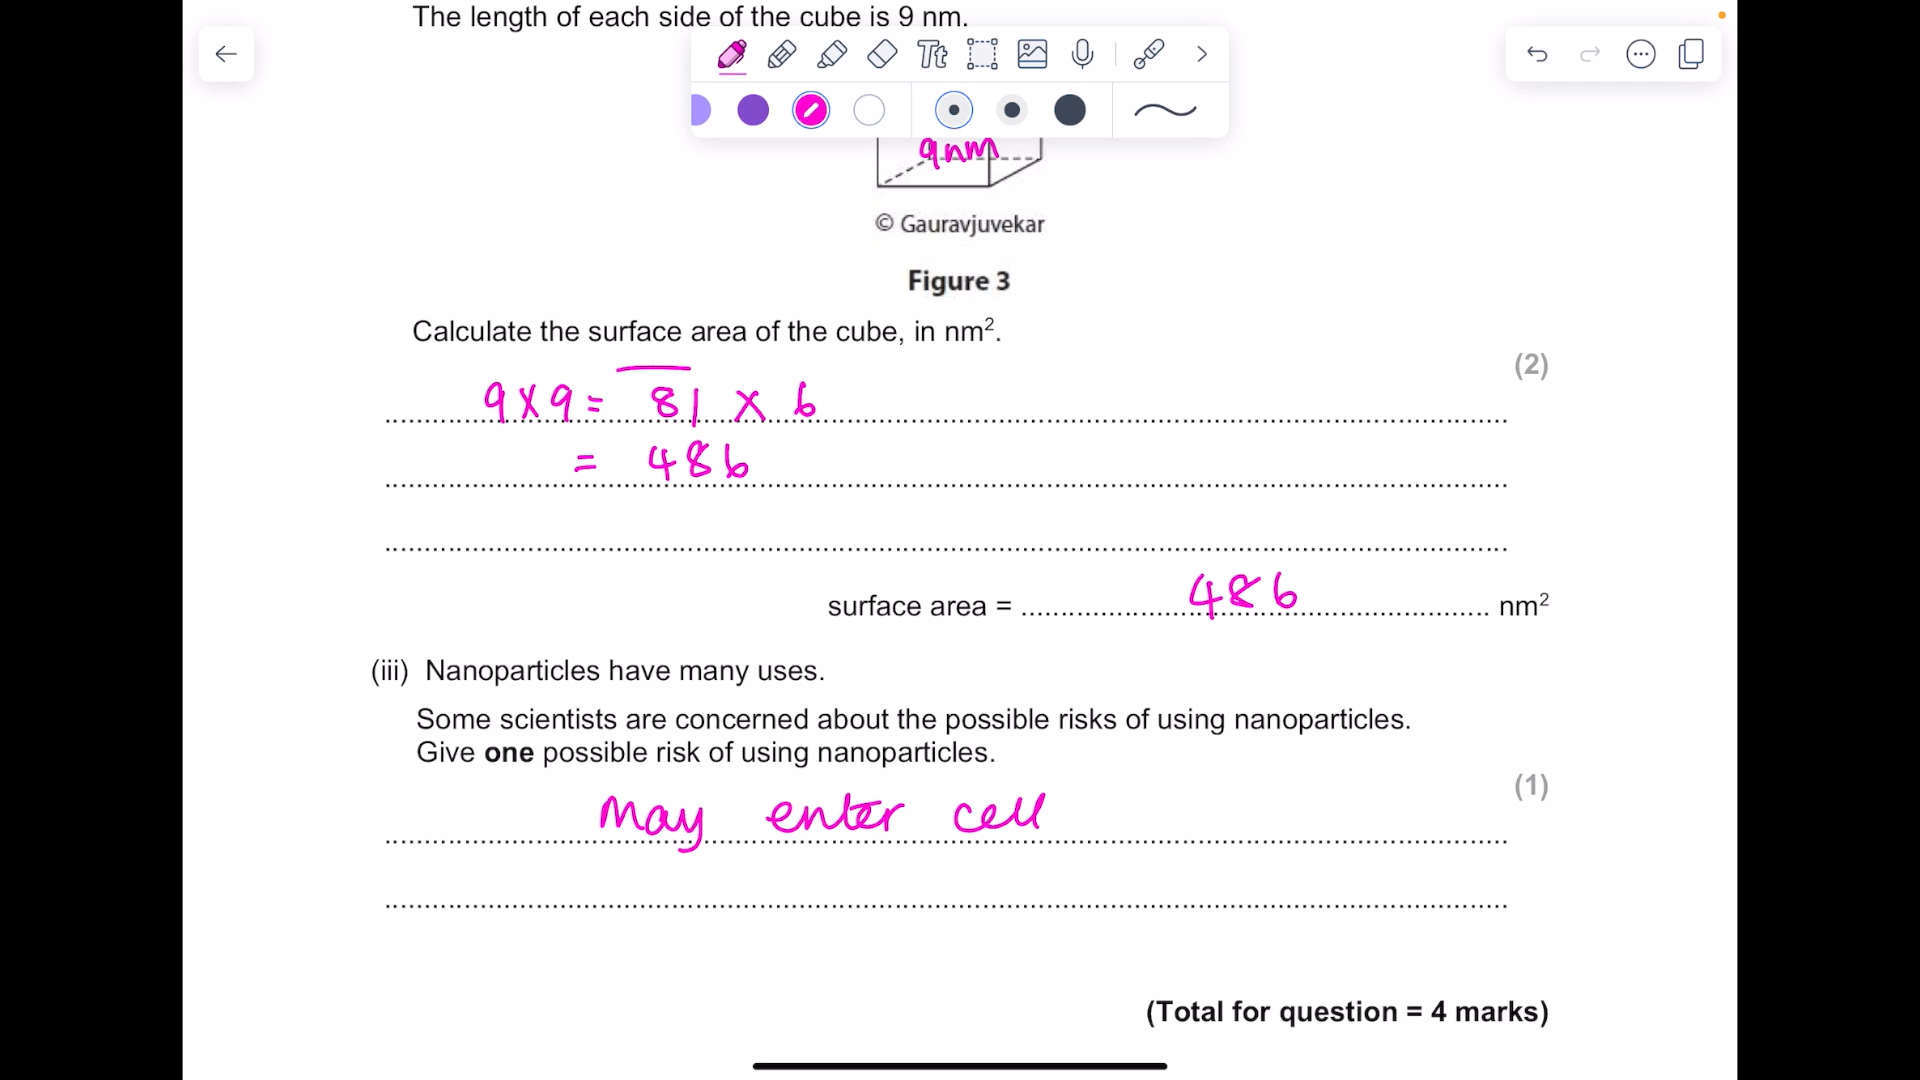 The length of each side of the cube is 9 nm.
Tt
9nm
© Gauravjuvekar
Figure 3
Calculate the surface area of the cube, in nm².
(2)
9 x 9 = 81 x 6
= 486
surface area = 486 nm²
(iii) Nanoparticles have many uses.
Some scientists are concerned about the possible risks of using nanoparticles.
Give one possible risk of using nanoparticles.
(1)
May enter cell
(Total for question = 4 marks)